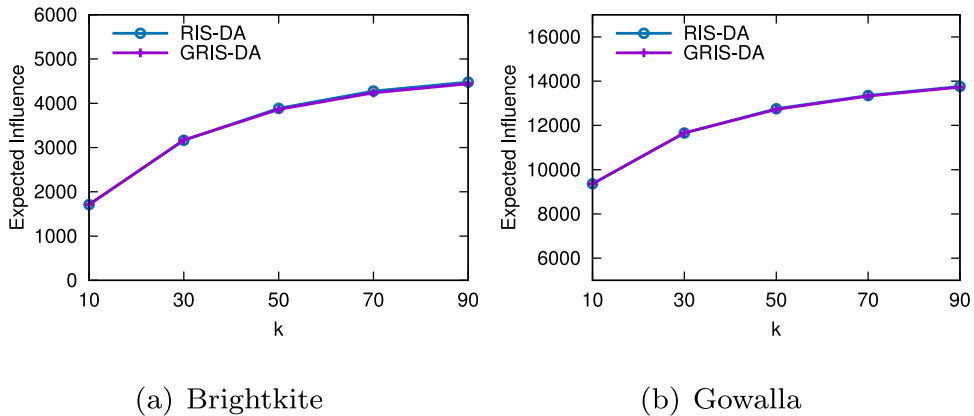 6000
5000
4000
3000
2000
1000
0
Expected Influence
RIS-DA
GRIS-DA
10 30 50 70 90
k
(a) Brightkite
16000
14000
12000
10000
8000
6000
Expected Influence
RIS-DA
GRIS-DA
10 30 50 70 90
k
(b) Gowalla